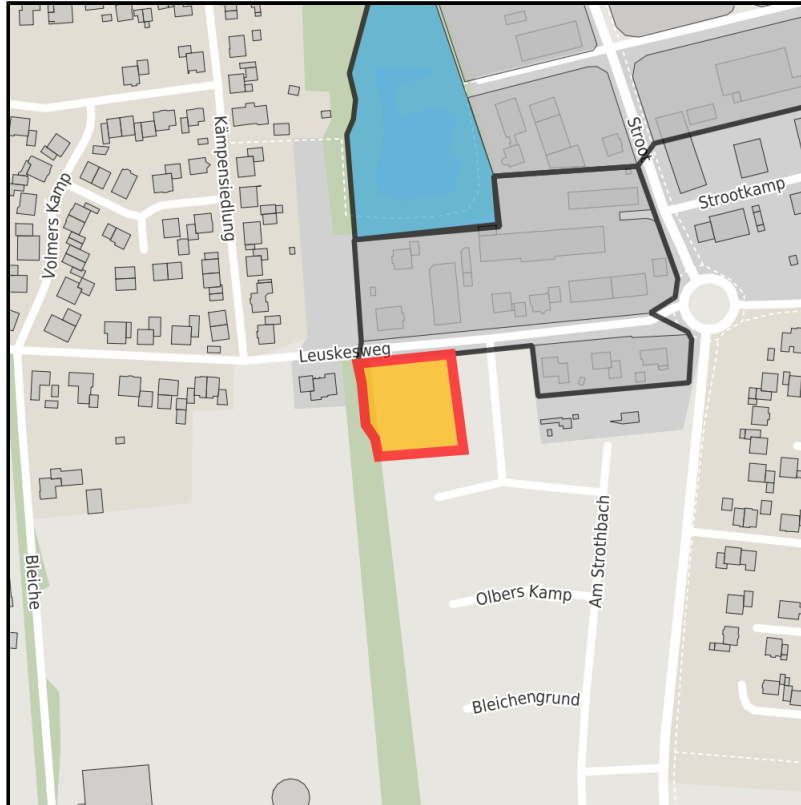 Stroot
Kämpensiedlung
Strootkamp
Volmers Kamp
Leuskesweg
Am Strothbach
Bleiche
Olbers Kamp
Bleichengrund